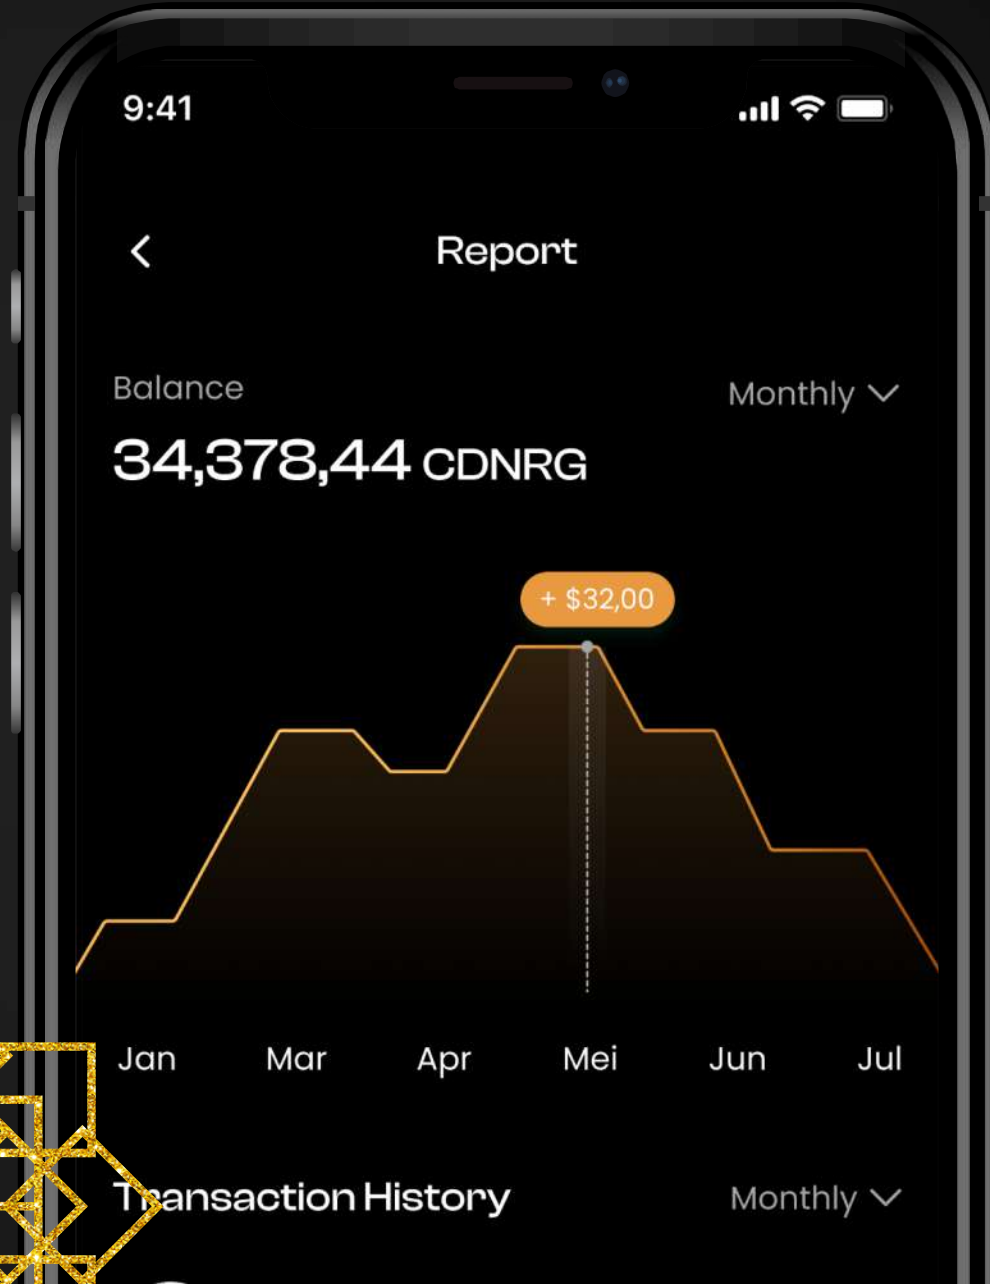 9:41
Report
Balance
Monthly
34,378,44 CDNRG
+ $32,00
Jan Mar Apr Mei Jun Jul
Transaction History Monthly